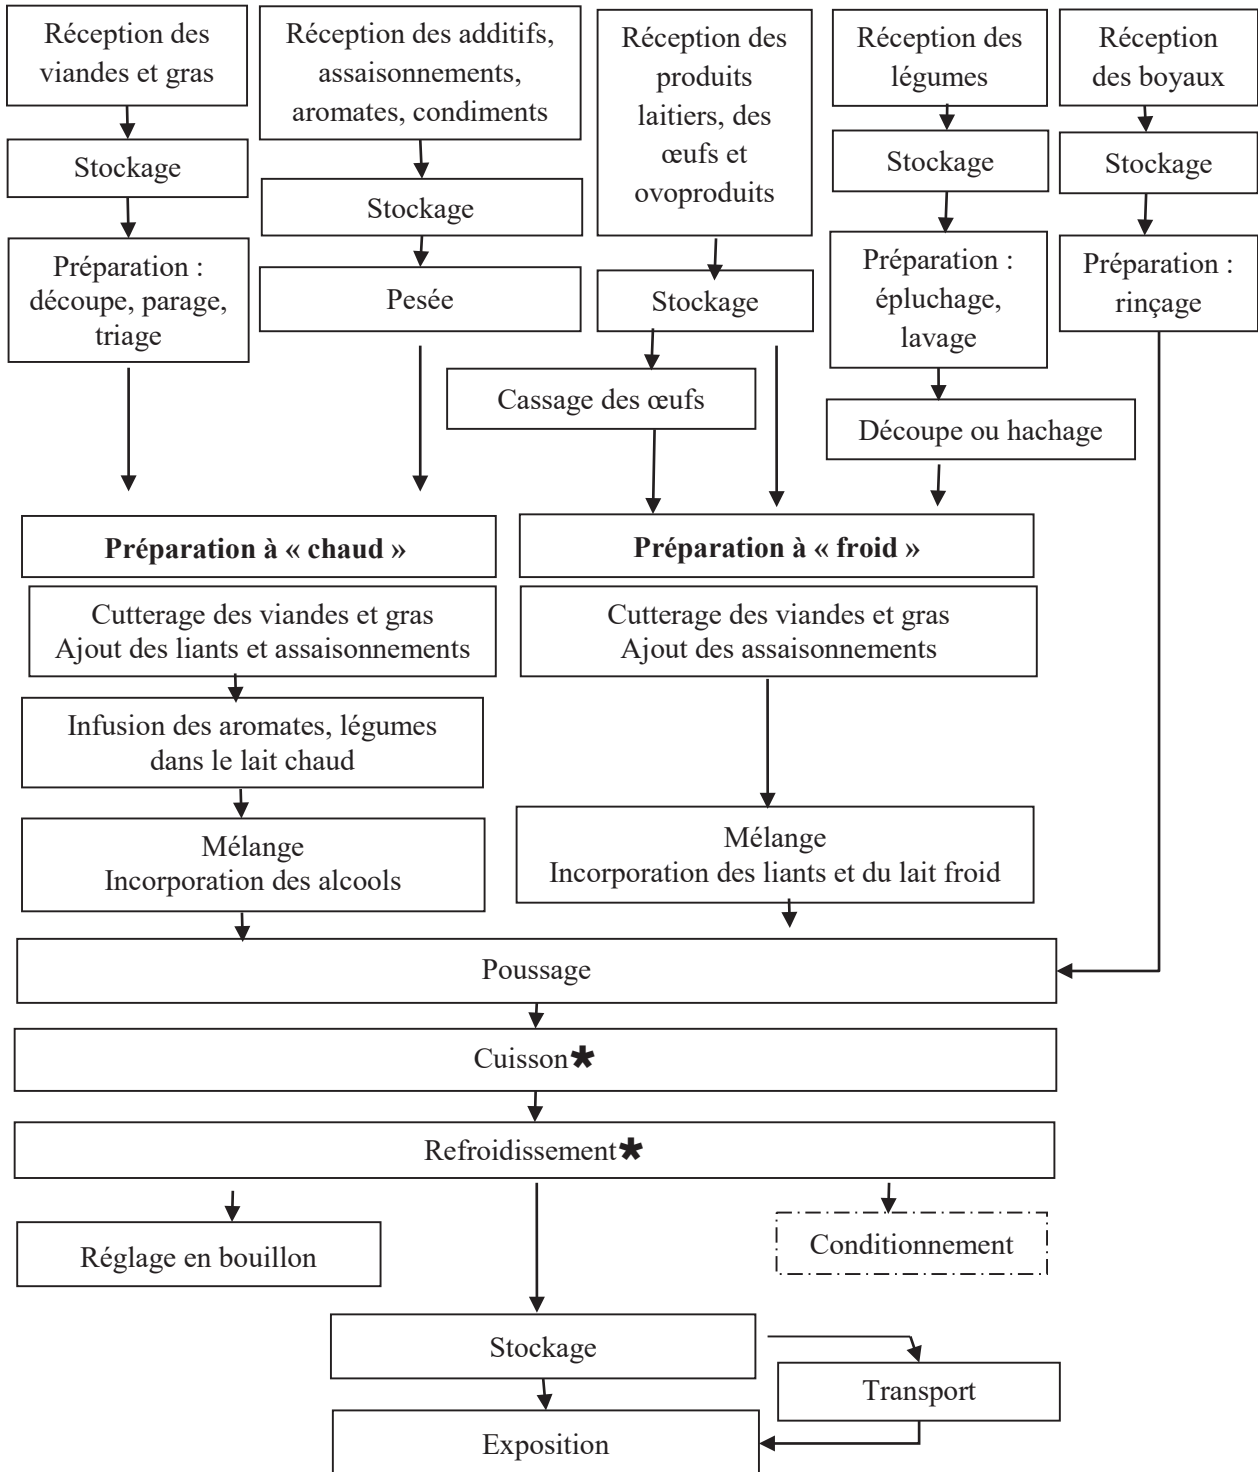 Réception des
viandes et gras
Réception des additifs,
assaisonnements,
aromates, condiments
Réception des
produits
laitiers, des
œufs et
ovoproduits
Réception des
légumes
Réception
des boyaux
Stockage
Stockage
Stockage
Stockage
Stockage
Préparation :
découpe, parage,
triage
Pesée
Préparation :
épluchage,
lavage
Préparation :
rinçage
Cassage des œufs
Découpe ou hachage
Préparation à « chaud »
Préparation à « froid »
Cutterage des viandes et gras
Ajout des liants et assaisonnements
Cutterage des viandes et gras
Ajout des assaisonnements
Infusion des aromates, légumes
dans le lait chaud
Mélange
Incorporation des alcools
Mélange
Incorporation des liants et du lait froid
Poussage
Cuisson*
Refroidissement*
Réglage en bouillon
Conditionnement
Stockage
Transport
Exposition